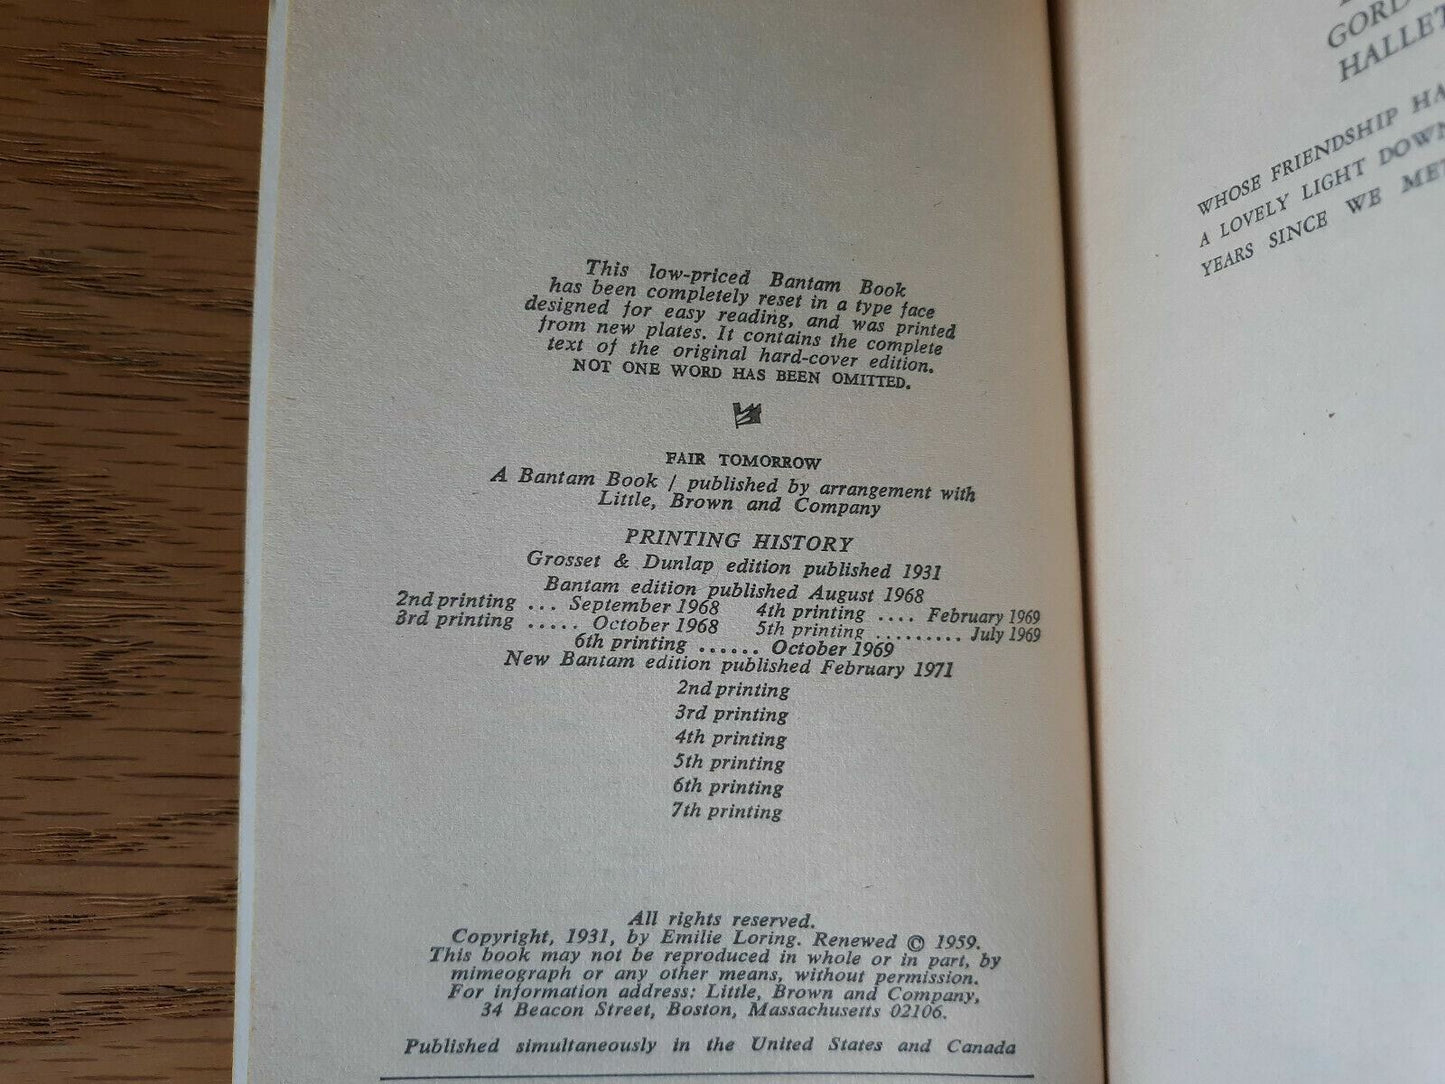 This low-priced Bantam Book
has been completely reset in a type face
designed for easy reading, and was printed
from new plates. It contains the complete
text of the original hard-cover edition.
NOT ONE WORD HAS BEEN OMITTED.
FAIR TOMORROW
A Bantam Book / published by arrangement with
Little, Brown and Company
PRINTING HISTORY
Grosset & Dunlap edition published 1931
Bantam edition published August 1968
2nd printing ... September 1968 4th printing .... February 1969
3rd printing ..... October 1968 5th printing ......... July 1969
6th printing ...... October 1969
New Bantam edition published February 1971
2nd printing
3rd printing
4th printing
5th printing
6th printing
7th printing
All rights reserved.
Copyright, 1931, by Emilie Loring. Renewed © 1959.
This book may not be reproduced in whole or in part, by
mimeograph or any other means, without permission.
For information address: Little, Brown and Company,
34 Beacon Street, Boston, Massachusetts 02106.
Published simultaneously in the United States and Canada
WHOSE FRIENDSHIP
A LOVELY LIGHT DOWN
YEARS SINCE WE